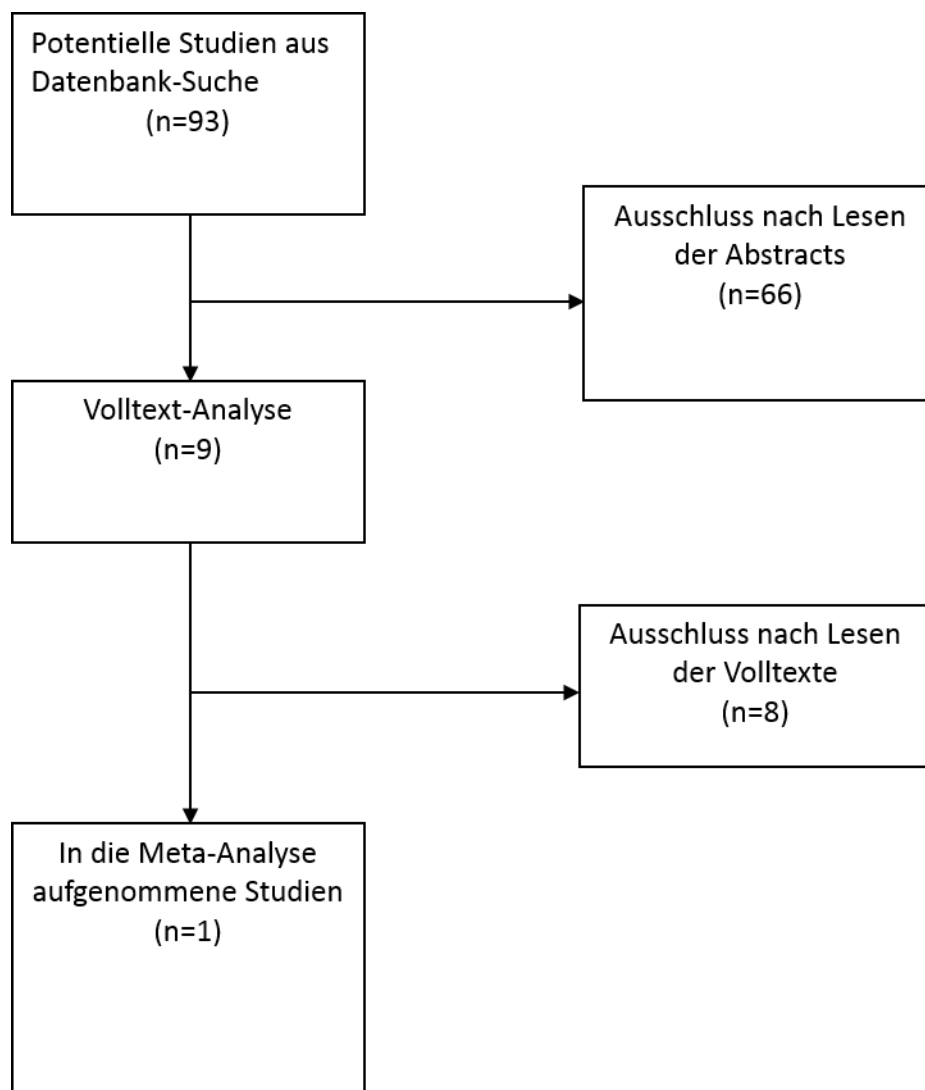 Potentielle Studien aus
Datenbank-Suche
(n=93)
Ausschluss nach Lesen
der Abstracts
(n=66)
Volltext-Analyse
(n=9)
Ausschluss nach Lesen
der Volltexte
(n=8)
In die Meta-Analyse
aufgenommene Studien
(n=1)